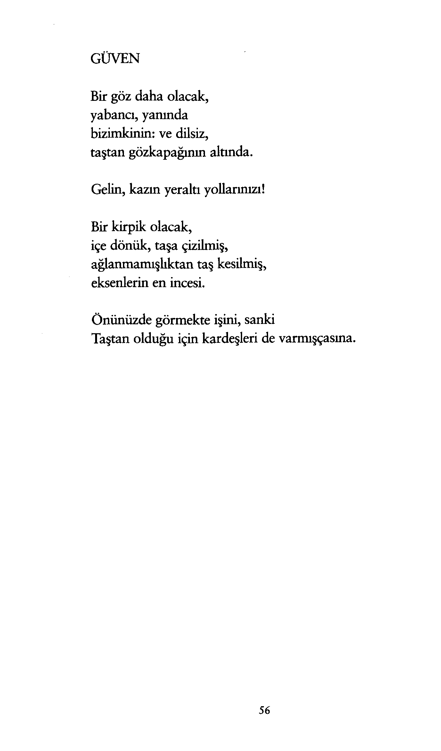 GÜVEN
Bir göz daha olacak,
yabancı, yanında
bizimkinin: ve dilsiz,
taştan gözkapağının altında.
Gelin, kazın yeraltı yollarınızı!
Bir kirpik olacak,
içe dönük, taşa çizilmiş,
ağlanmamışlıktan taş kesilmiş,
eksenlerin en incesi.
Önünüzde görmekte işini, sanki
Taştan olduğu için kardeşleri de varmışçasına.
56